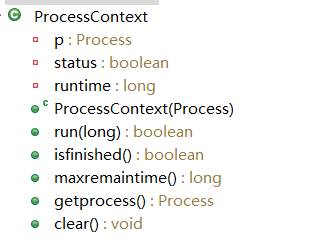 ProcessContext
p : Process
status : boolean
runtime : long
ProcessContext(Process)
run(long) : boolean
isfinished() : boolean
maxremaintime() : long
getprocess() : Process
clear() : void